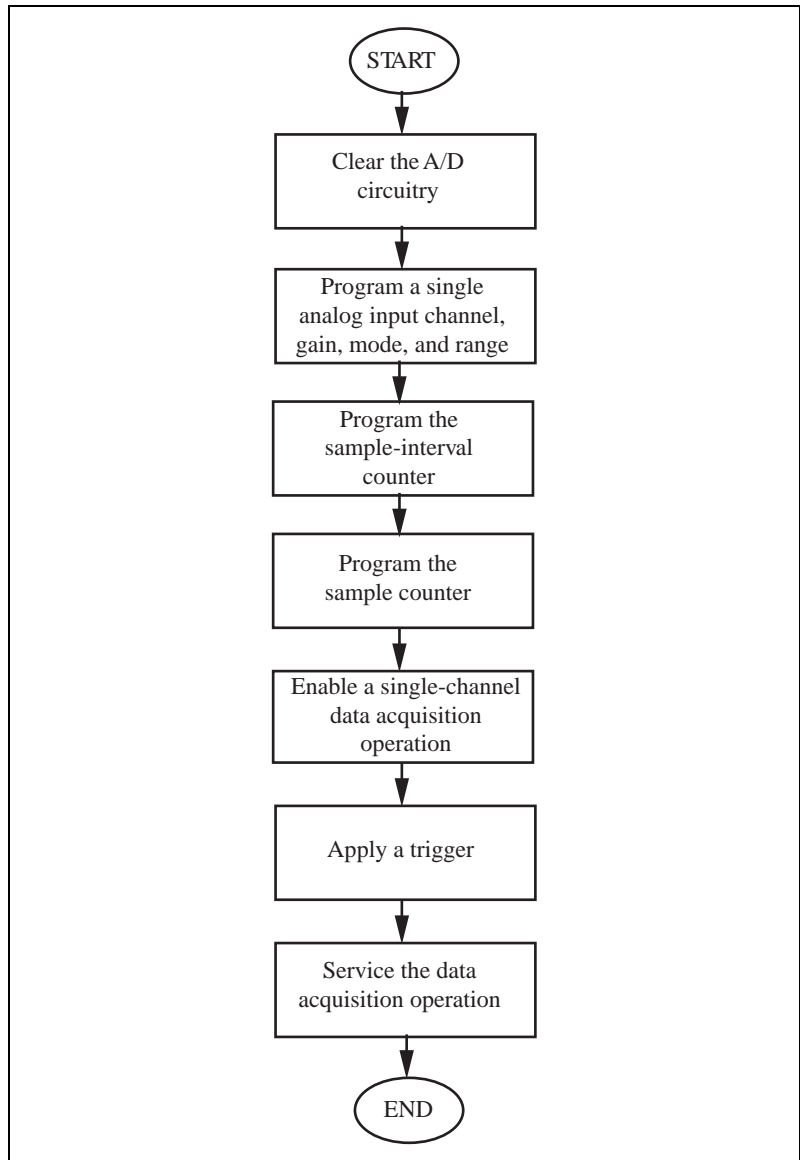 START
Clear the A/D
circuitry
Program a single
analog input channel,
gain, mode, and range
Program the
sample-interval
counter
Program the
sample counter
Enable a single-channel
data acquisition
operation
Apply a trigger
Service the data
acquisition operation
END